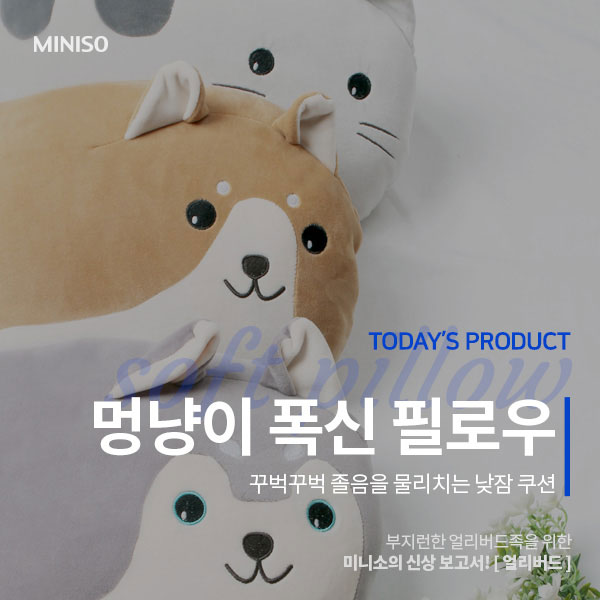 MINISO
TODAY'S PRODUCT
soft pillow
멍냥이 폭신 필로우
꾸벅꾸벅 졸음을 물리치는 낮잠 쿠션
부지런한 얼리버드족을 위한
미니소의 신상 보고서! [ 얼리버드 ]